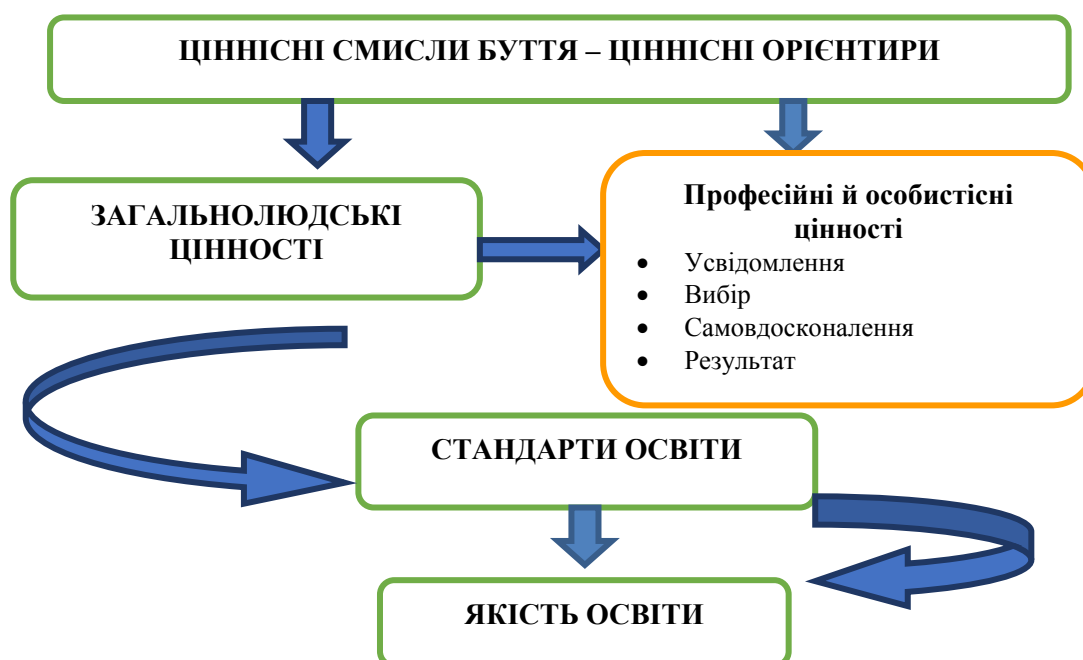 ЦІННІСНІ СМИСЛИ БУТТЯ – ЦІННІСНІ ОРІЄНТИРИ
ЗАГАЛЬНОЛЮДСЬКІ
ЦІННОСТІ
Професійні й особистісні
цінності
• Усвідомлення
• Вибір
• Самовдосконалення
• Результат
СТАНДАРТИ ОСВІТИ
ЯКІСТЬ ОСВІТИ